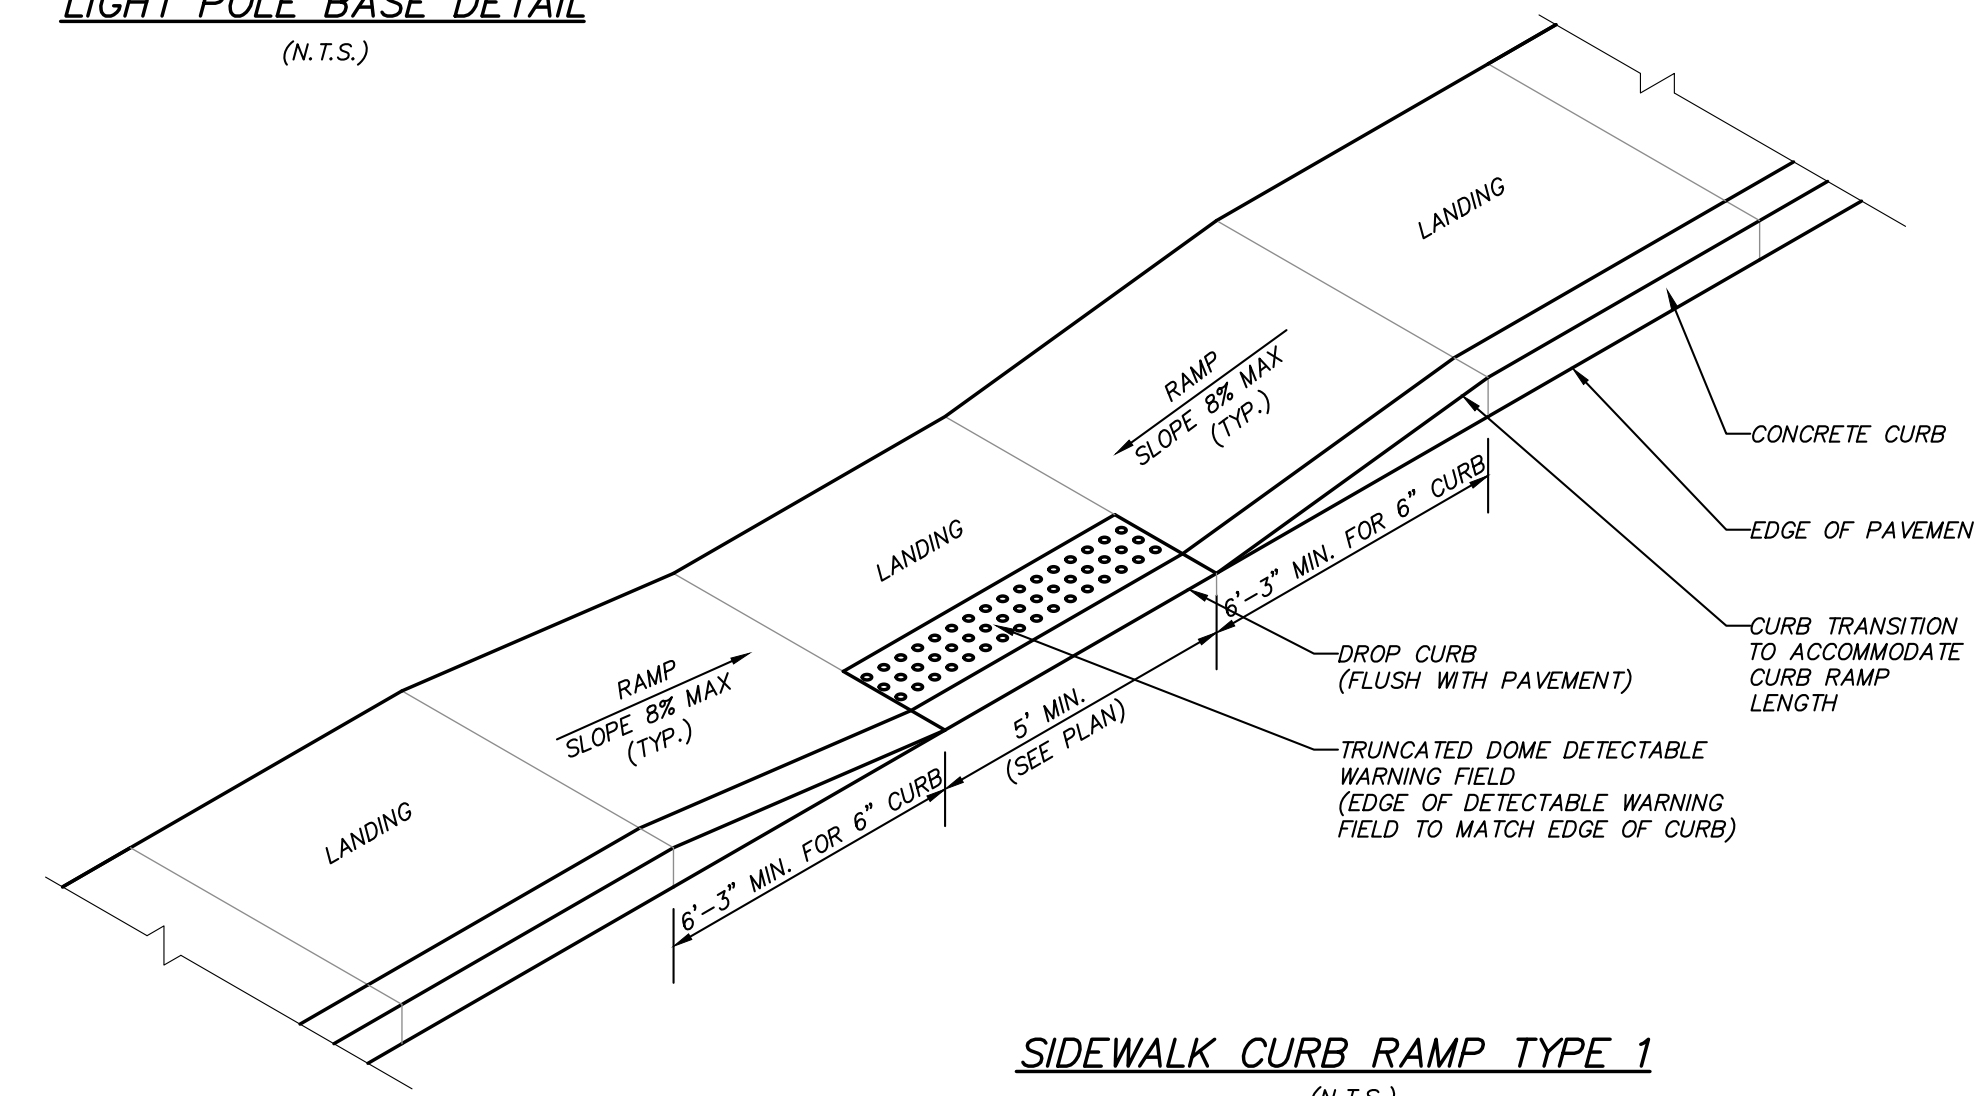 LIGHT POLE BASE DETAIL
(N.T.S.)
LANDING
RAMP
SLOPE 8% MAX
(TYP.)
CONCRETE CURB
EDGE OF PAVEMEN
6'-3" MIN. FOR 6" CURB
LANDING
CURB TRANSITION
TO ACCOMMODATE
CURB RAMP
LENGTH
DROP CURB
(FLUSH WITH PAVEMENT)
RAMP
SLOPE 8% MAX
(TYP.)
5' MIN.
(SEE PLAN)
TRUNCATED DOME DETECTABLE
WARNING FIELD
(EDGE OF DETECTABLE WARNING
FIELD TO MATCH EDGE OF CURB)
LANDING
6'-3" MIN. FOR 6" CURB
SIDEWALK CURB RAMP TYPE 1
(N.T.S.)